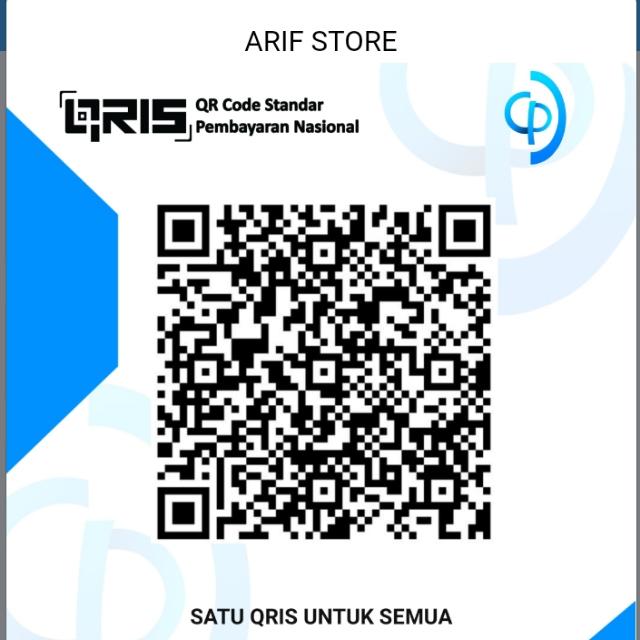 ARIF STORE
QRIS QR Code Standar
Pembayaran Nasional
SATU QRIS UNTUK SEMUA